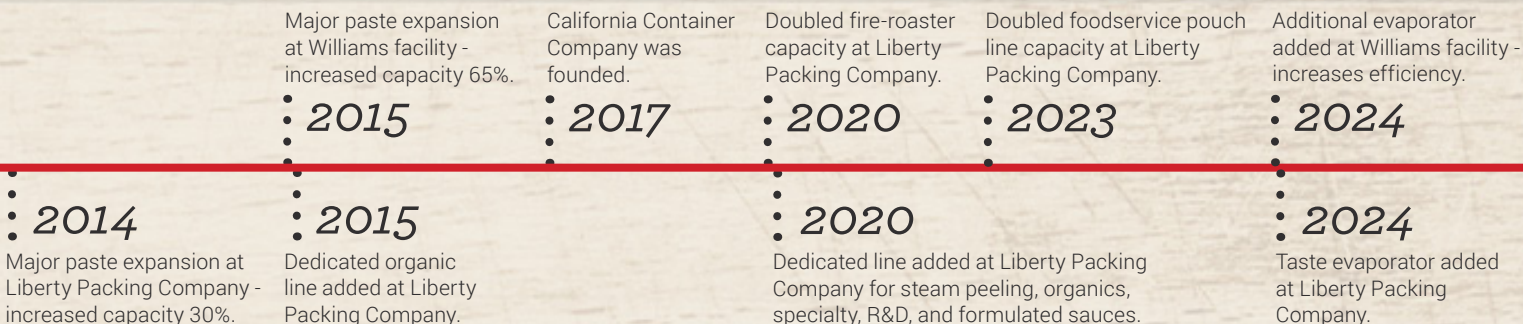 Major paste expansion
at Williams facility -
increased capacity 65%.
2015
California Container
Company was
founded.
2017
Doubled fire-roaster
capacity at Liberty
Packing Company.
2020
Doubled foodservice pouch
line capacity at Liberty
Packing Company.
2023
Additional evaporator
added at Williams facility -
increases efficiency.
2024
2014
Major paste expansion at
Liberty Packing Company -
increased capacity 30%.
2015
Dedicated organic
line added at Liberty
Packing Company.
2020
Dedicated line added at Liberty Packing
Company for steam peeling, organics,
specialty, R&D, and formulated sauces.
2024
Taste evaporator added
at Liberty Packing
Company.